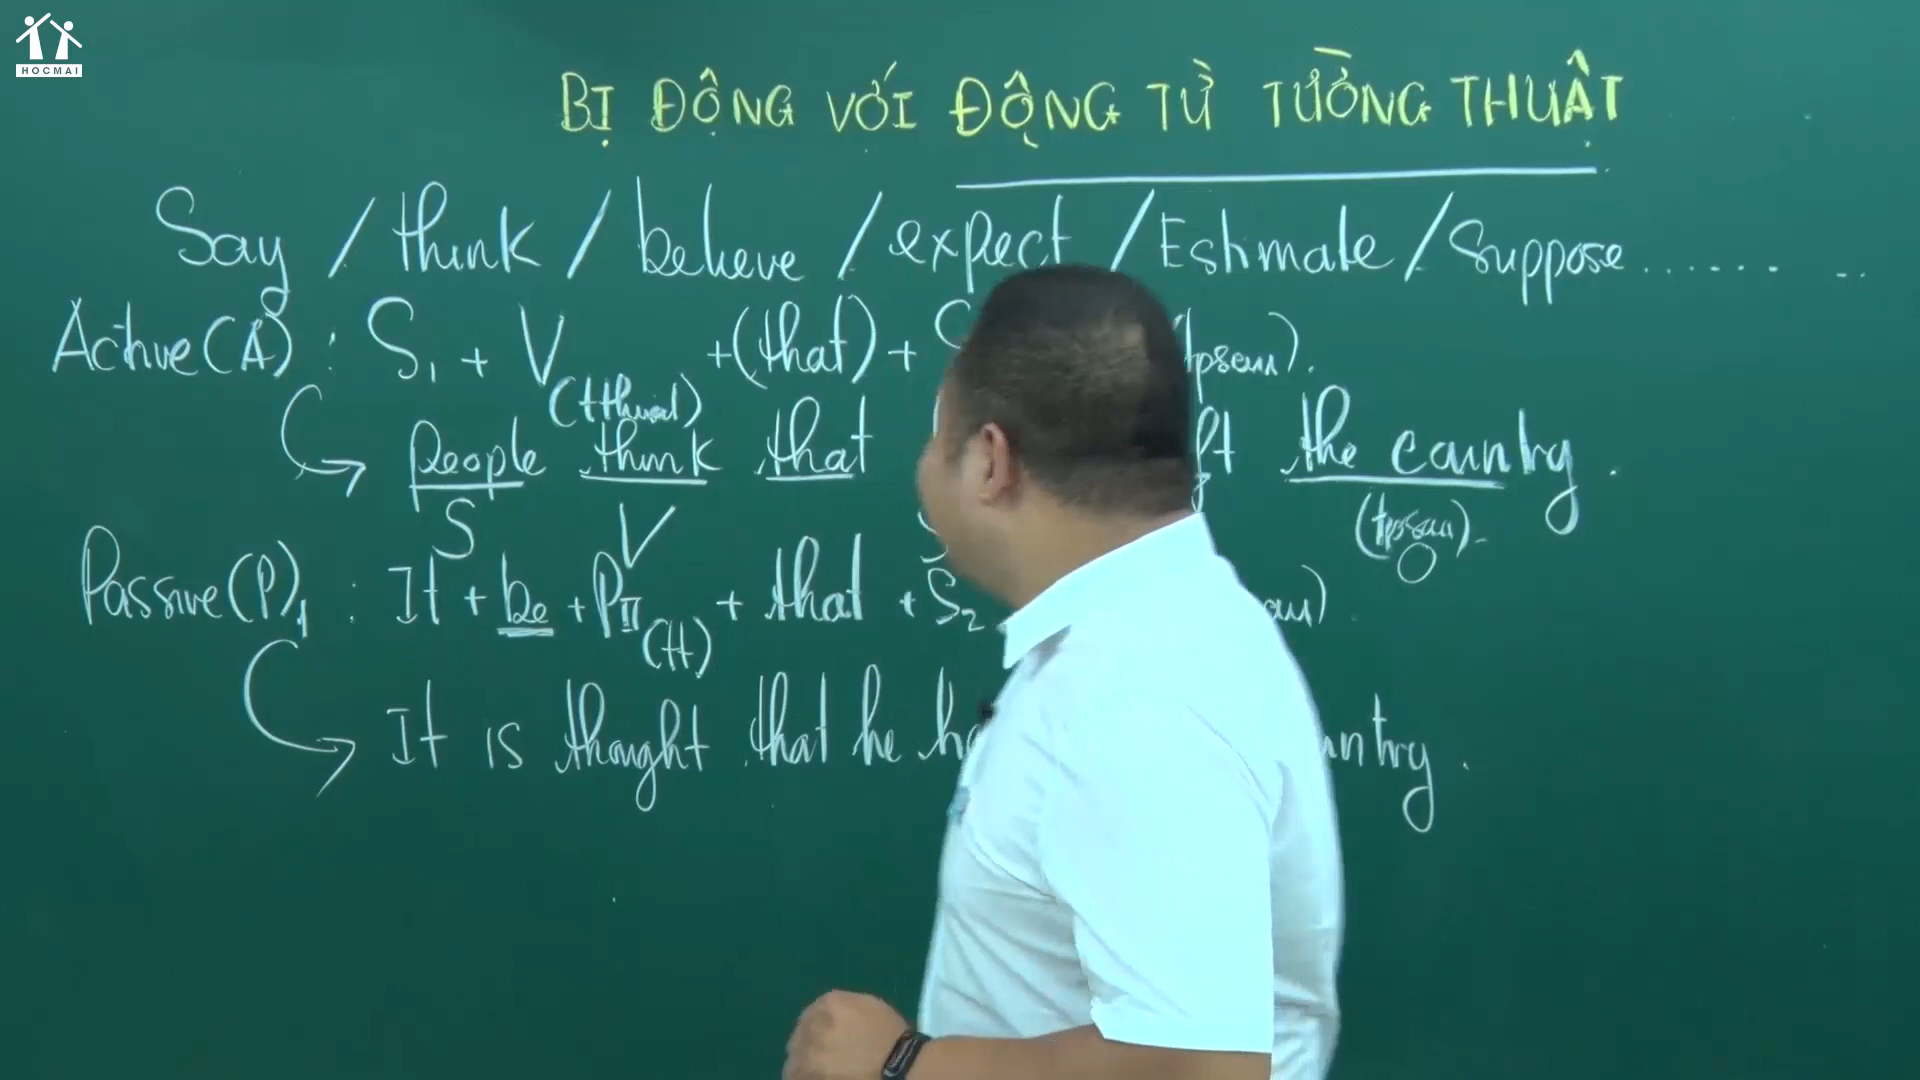 HOCMAI
BỊ ĐỘNG VỚI ĐỘNG TỪ TƯỜNG THUẬT
Say / think / believe / expect / Estimate / Suppose...... ..
Active (A) : S1 + V (tthuật) + (that) + S
people think that the country.
S V (tpsau). O
Passive (P)1 : It + be + PII (tt) + that + S2
It is thought that he